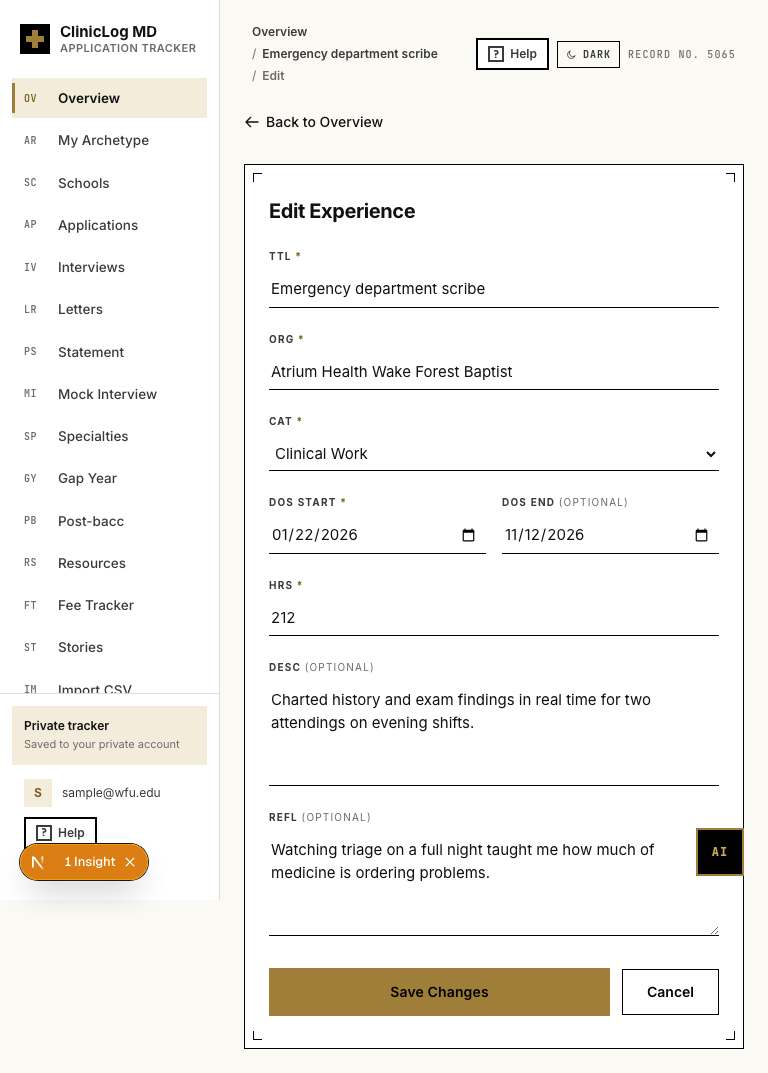 ClinicLog MD
APPLICATION TRACKER
OV Overview
AR My Archetype
SC Schools
AP Applications
IV Interviews
LR Letters
PS Statement
MI Mock Interview
SP Specialties
GY Gap Year
PB Post-bacc
RS Resources
FT Fee Tracker
ST Stories
IM Import CSV
Private tracker
Saved to your private account
S sample@wfu.edu
? Help
N 1 Insight
Overview
/ Emergency department scribe
/ Edit
? Help
DARK
RECORD NO. 5065
← Back to Overview
Edit Experience
TTL *
Emergency department scribe
ORG *
Atrium Health Wake Forest Baptist
CAT *
Clinical Work
DOS START *
01/22/2026
DOS END (OPTIONAL)
11/12/2026
HRS *
212
DESC (OPTIONAL)
Charted history and exam findings in real time for two
attendings on evening shifts.
REFL (OPTIONAL)
Watching triage on a full night taught me how much of
medicine is ordering problems.
AI
Save Changes
Cancel